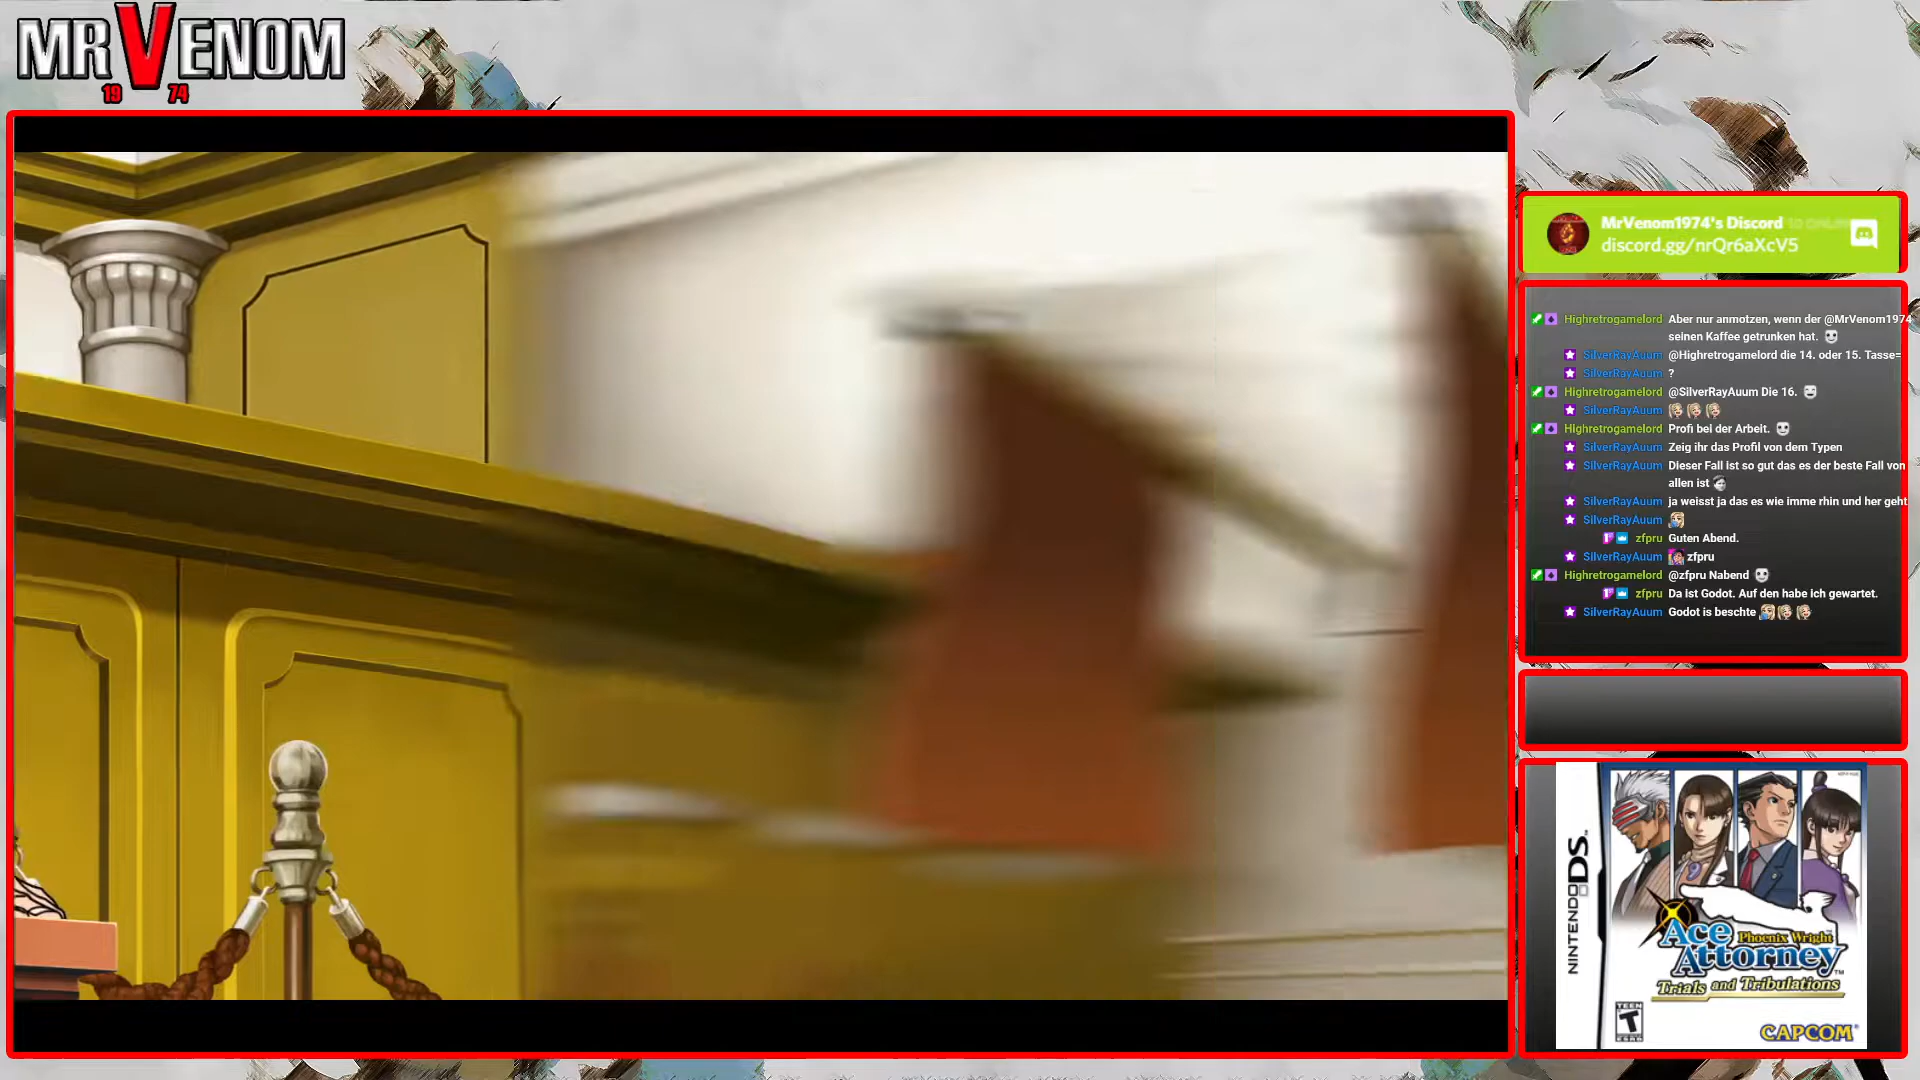 MRVENOM
19 74
MrVenom1974's Discord
discord.gg/nrQr6aXcV5
Highretrogamelord Aber nur anmotzen, wenn der @MrVenom1974
seinen Kaffee getrunken hat.
SilverRayAuum @Highretrogamelord die 14. oder 15. Tasse=
SilverRayAuum ?
Highretrogamelord @SilverRayAuum Die 16.
SilverRayAuum
Highretrogamelord Profi bei der Arbeit.
SilverRayAuum Zeig ihr das Profil von dem Typen
SilverRayAuum Dieser Fall ist so gut das es der beste Fall von
allen ist
SilverRayAuum ja weisst ja das es wie imme rhin und her geht
SilverRayAuum
zfpru Guten Abend.
SilverRayAuum zfpru
Highretrogamelord @zfpru Nabend
zfpru Da ist Godot. Auf den habe ich gewartet.
SilverRayAuum Godot is beschte
NINTENDO DS
Phoenix Wright
Ace
Attorney
Trials and Tribulations
TEEN
T
CAPCOM